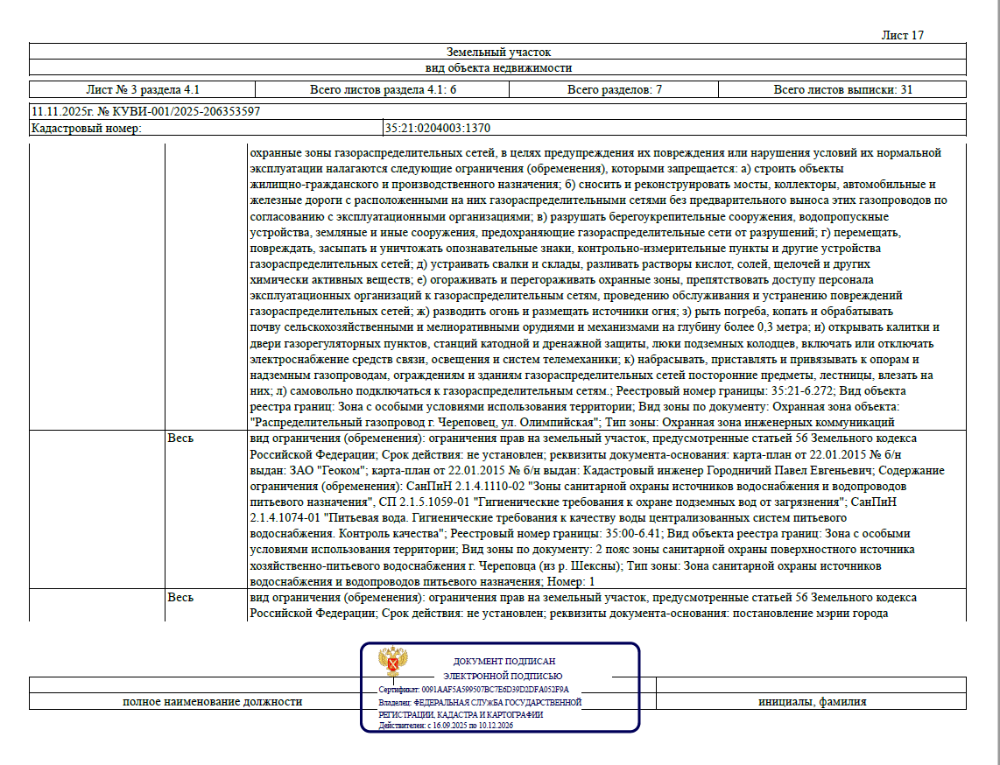 Лист 17
Земельный участок
вид объекта недвижимости
Лист № 3 раздела 4.1
Всего листов раздела 4.1: 6
Всего разделов: 7
Всего листов выписки: 31
11.11.2025г. № КУВИ-001/2025-206353597
Кадастровый номер:
35:21:0204003:1370
охранные зоны газораспределительных сетей, в целях предупреждения их повреждения или нарушения условий их нормальной
эксплуатации налагаются следующие ограничения (обременения), которыми запрещается: а) строить объекты
жилищно-гражданского и производственного назначения; б) сносить и реконструировать мосты, коллекторы, автомобильные и
железные дороги с расположенными на них газораспределительными сетями без предварительного выноса этих газопроводов по
согласованию с эксплуатационными организациями; в) разрушать берегоукрепительные сооружения, водопропускные
устройства, земляные и иные сооружения, предохраняющие газораспределительные сети от разрушений; г) перемещать,
повреждать, засыпать и уничтожать опознавательные знаки, контрольно-измерительные пункты и другие устройства
газораспределительных сетей; д) устраивать свалки и склады, разливать растворы кислот, солей, щелочей и других
химически активных веществ; е) огораживать и перегораживать охранные зоны, препятствовать доступу персонала
эксплуатационных организаций к газораспределительным сетям, проведению обслуживания и устранению повреждений
газораспределительных сетей; ж) разводить огонь и размещать источники огня; з) рыть погреба, копать и обрабатывать
почву сельскохозяйственными и мелиоративными орудиями и механизмами на глубину более 0,3 метра; и) открывать калитки и
двери газорегуляторных пунктов, станций катодной и дренажной защиты, люки подземных колодцев, включать или отключать
электроснабжение средств связи, освещения и систем телемеханики; к) набрасывать, приставлять и привязывать к опорам и
надземным газопроводам, ограждениям и зданиям газораспределительных сетей посторонние предметы, лестницы, влезать на
них; л) самовольно подключаться к газораспределительным сетям.; Реестровый номер границы: 35:21-6.272; Вид объекта
реестра границ: Зона с особыми условиями использования территории; Вид зоны по документу: Охранная зона объекта:
"Распределительный газопровод г. Череповец, ул. Олимпийская"; Тип зоны: Охранная зона инженерных коммуникаций
Весь
вид ограничения (обременения): ограничения прав на земельный участок, предусмотренные статьей 56 Земельного кодекса
Российской Федерации; Срок действия: не установлен; реквизиты документа-основания: карта-план от 22.01.2015 № б/н
выдан: ЗАО "Геоком"; карта-план от 22.01.2015 № б/н выдан: Кадастровый инженер Городничий Павел Евгеньевич; Содержание
ограничения (обременения): СанПиН 2.1.4.1110-02 "Зоны санитарной охраны источников водоснабжения и водопроводов
питьевого назначения", СП 2.1.5.1059-01 "Гигиенические требования к охране подземных вод от загрязнения"; СанПиН
2.1.4.1074-01 "Питьевая вода. Гигиенические требования к качеству воды централизованных систем питьевого
водоснабжения. Контроль качества"; Реестровый номер границы: 35:00-6.41; Вид объекта реестра границ: Зона с особыми
условиями использования территории; Вид зоны по документу: 2 пояс зоны санитарной охраны поверхностного источника
хозяйственно-питьевого водоснабжения г. Череповца (из р. Шексны); Тип зоны: Зона санитарной охраны источников
водоснабжения и водопроводов питьевого назначения; Номер: 1
Весь
вид ограничения (обременения): ограничения прав на земельный участок, предусмотренные статьей 56 Земельного кодекса
Российской Федерации; Срок действия: не установлен; реквизиты документа-основания: постановление мэрии города
ДОКУМЕНТ ПОДПИСАН
ЭЛЕКТРОННОЙ ПОДПИСЬЮ
Сертификат: 0091AAF5A599507BC7E6D39D2DFA052F9A
Владелец: ФЕДЕРАЛЬНАЯ СЛУЖБА ГОСУДАРСТВЕННОЙ
РЕГИСТРАЦИИ, КАДАСТРА И КАРТОГРАФИИ
Действителен: с 16.09.2025 по 10.12.2026
полное наименование должности
инициалы, фамилия